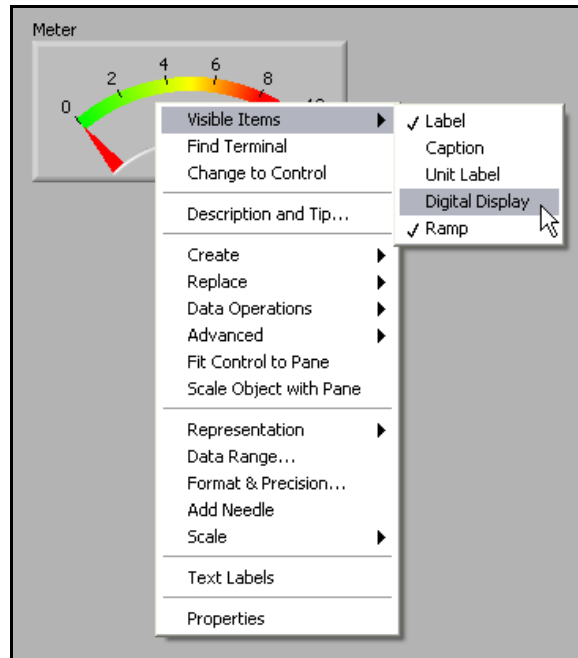 Meter
0
2
4
6
8
10
Visible Items
Find Terminal
Change to Control
Description and Tip...
Create
Replace
Data Operations
Advanced
Fit Control to Pane
Scale Object with Pane
Representation
Data Range...
Format & Precision...
Add Needle
Scale
Text Labels
Properties
Label
Caption
Unit Label
Digital Display
Ramp